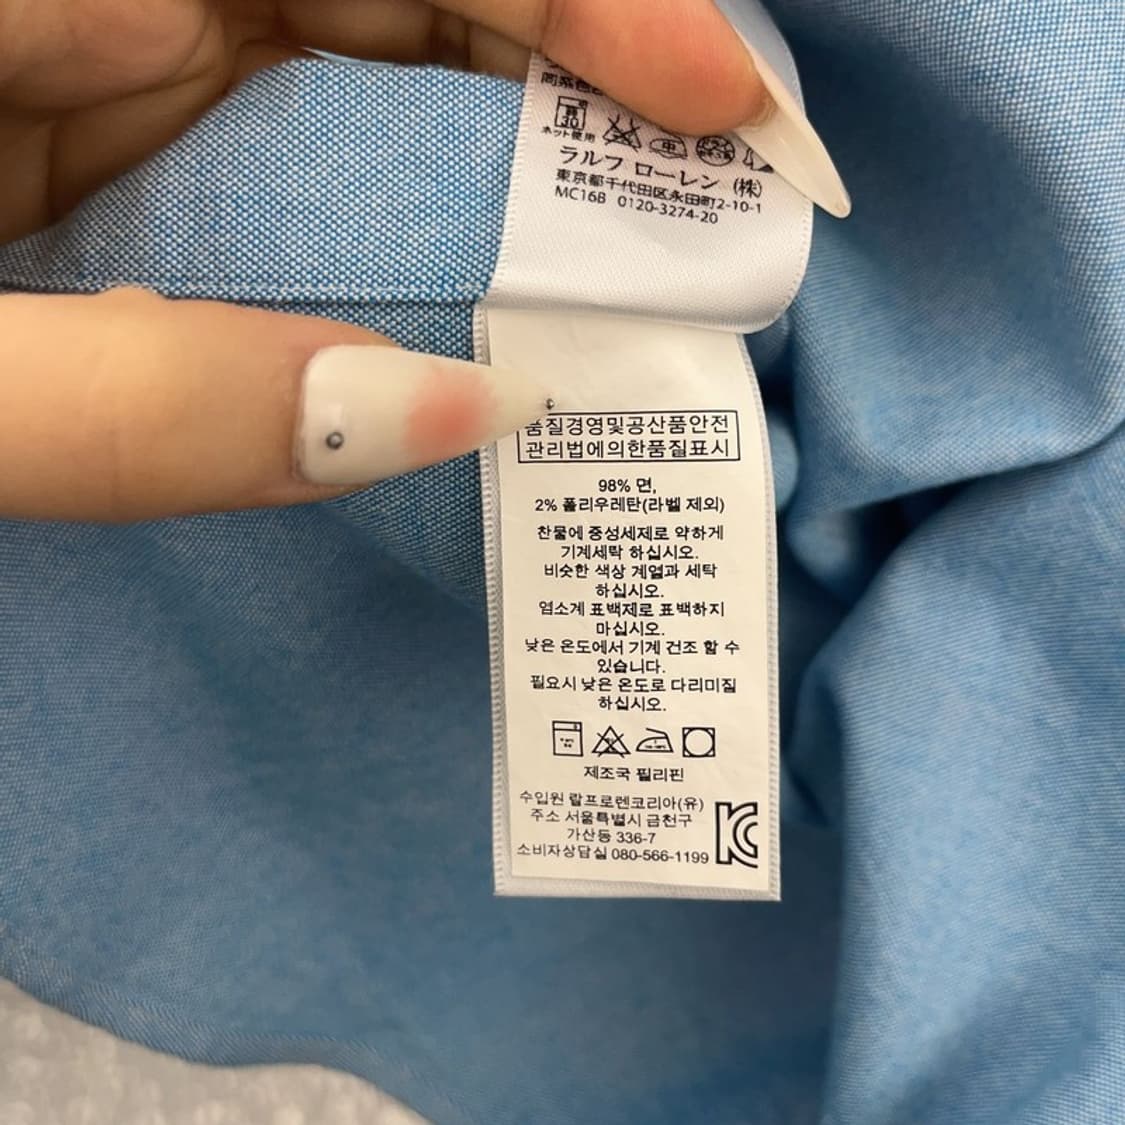 ネット使用
ラルフ ローレン (株)
東京都千代田区永田町2-10-1
MC16B 0120-3274-20
품질경영및공산품안전
관리법에의한품질표시
98% 면,
2% 폴리우레탄(라벨 제외)
찬물에 중성세제로 약하게
기계세탁 하십시오.
비슷한 색상 계열과 세탁
하십시오.
염소계 표백제로 표백하지
마십시오.
낮은 온도에서 기계 건조 할 수
있습니다.
필요시 낮은 온도로 다리미질
하십시오.
제조국 필리핀
수입원 랄프로렌코리아(유)
주소 서울특별시 금천구
가산동 336-7
소비자상담실 080-566-1199
KC